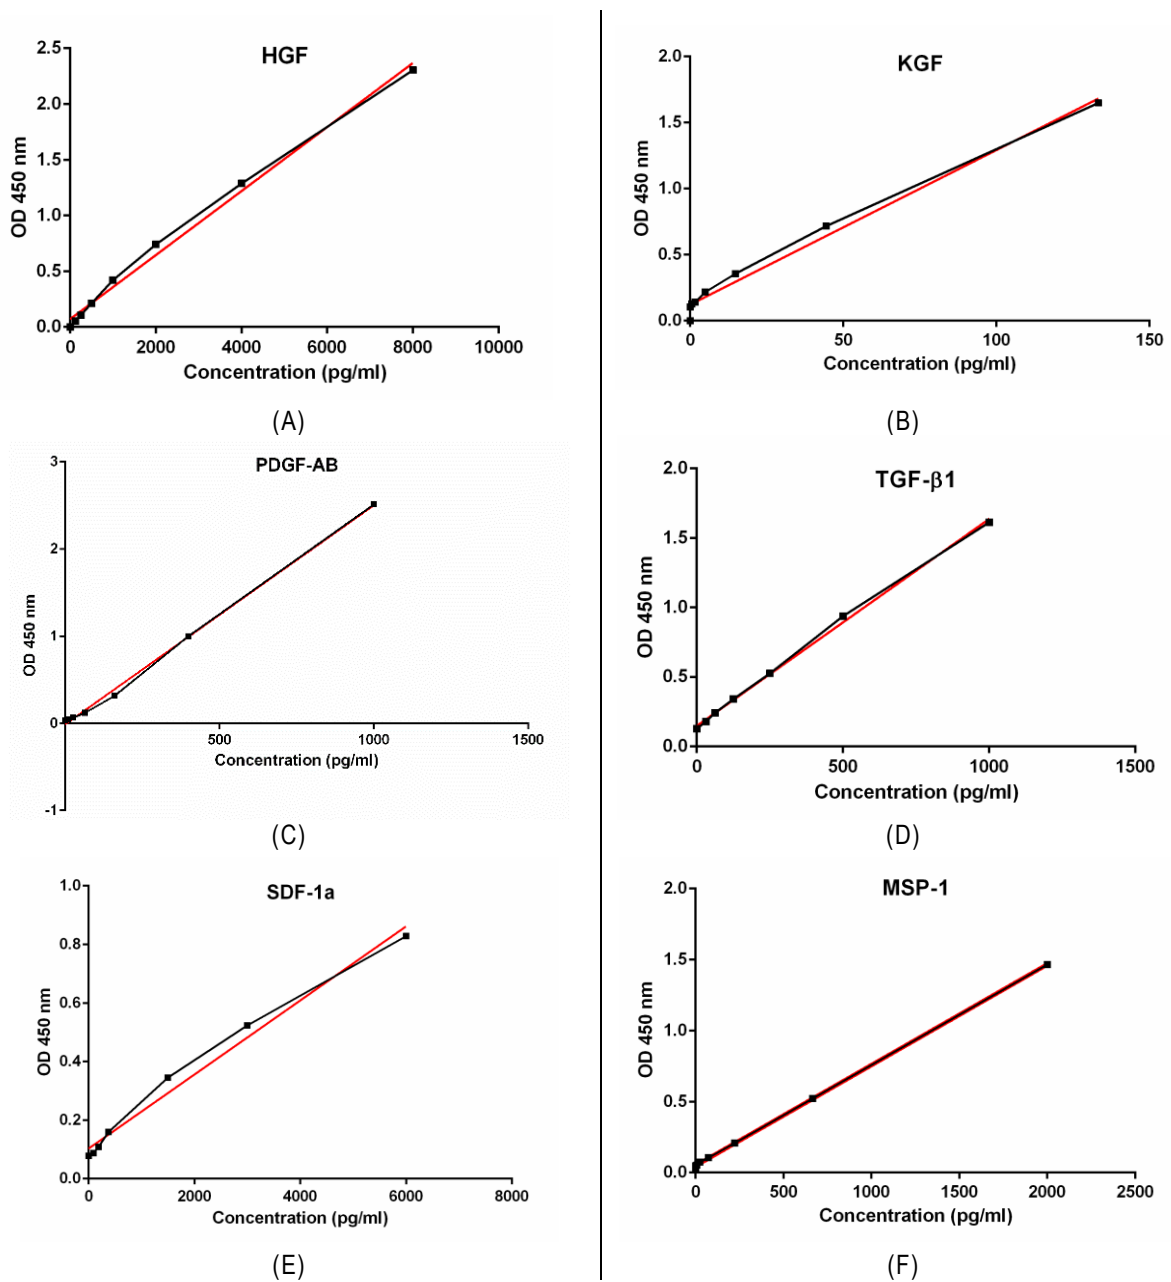 HGF
2.5
2.0
1.5
1.0
0.5
0.0
OD 450 nm
0 2000 4000 6000 8000 10000
Concentration (pg/ml)
(A)
KGF
2.0
1.5
1.0
0.5
0.0
OD 450 nm
0 50 100 150
Concentration (pg/ml)
(B)
PDGF-AB
3
2
1
0
-1
OD 450 nm
500 1000 1500
Concentration (pg/ml)
(C)
TGF-β1
2.0
1.5
1.0
0.5
0.0
OD 450 nm
0 500 1000 1500
Concentration (pg/ml)
(D)
SDF-1a
1.0
0.8
0.6
0.4
0.2
0.0
OD 450 nm
0 2000 4000 6000 8000
Concentration (pg/ml)
(E)
MSP-1
2.0
1.5
1.0
0.5
0.0
OD 450 nm
0 500 1000 1500 2000 2500
Concentration (pg/ml)
(F)